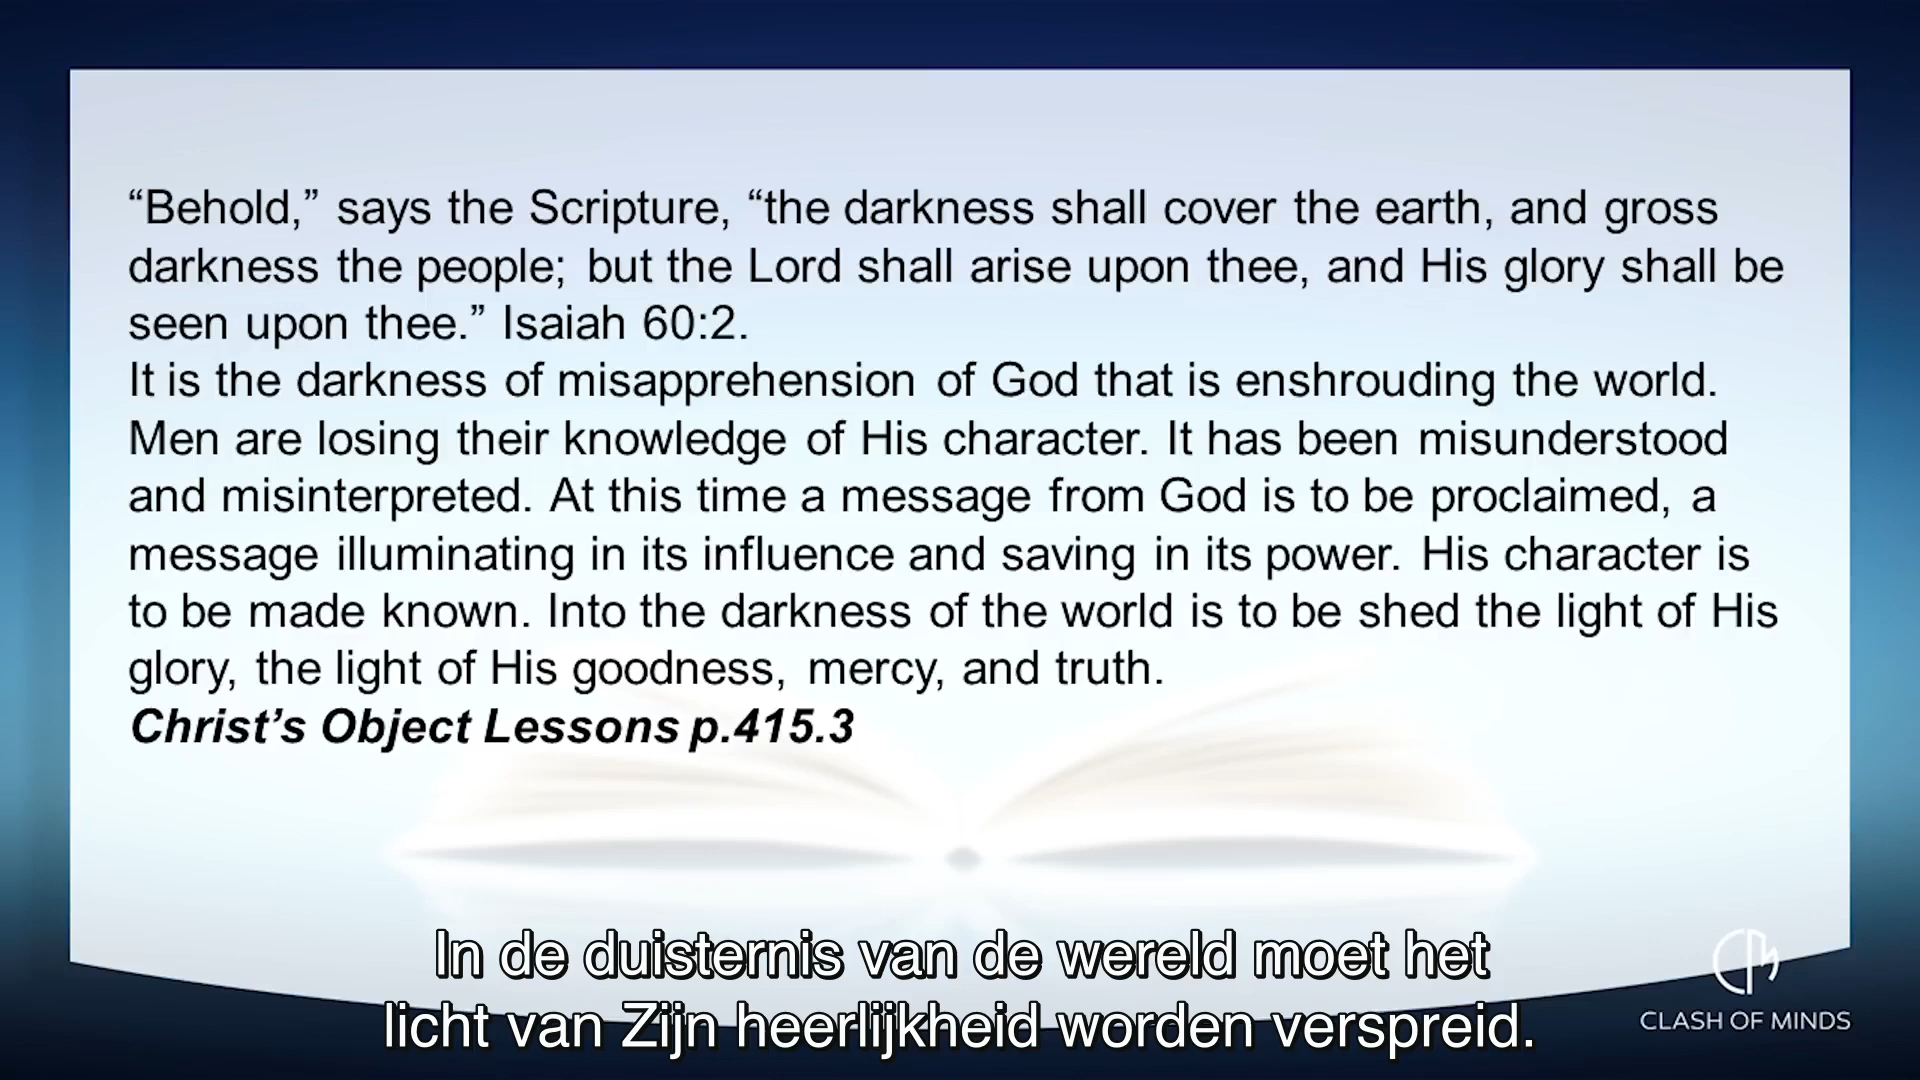 “Behold,” says the Scripture, “the darkness shall cover the earth, and gross
darkness the people; but the Lord shall arise upon thee, and His glory shall be
seen upon thee.” Isaiah 60:2.
It is the darkness of misapprehension of God that is enshrouding the world.
Men are losing their knowledge of His character. It has been misunderstood
and misinterpreted. At this time a message from God is to be proclaimed, a
message illuminating in its influence and saving in its power. His character is
to be made known. Into the darkness of the world is to be shed the light of His
glory, the light of His goodness, mercy, and truth.
Christ’s Object Lessons p.415.3
In de duisternis van de wereld moet het
licht van Zijn heerlijkheid worden verspreid.
CLASH OF MINDS